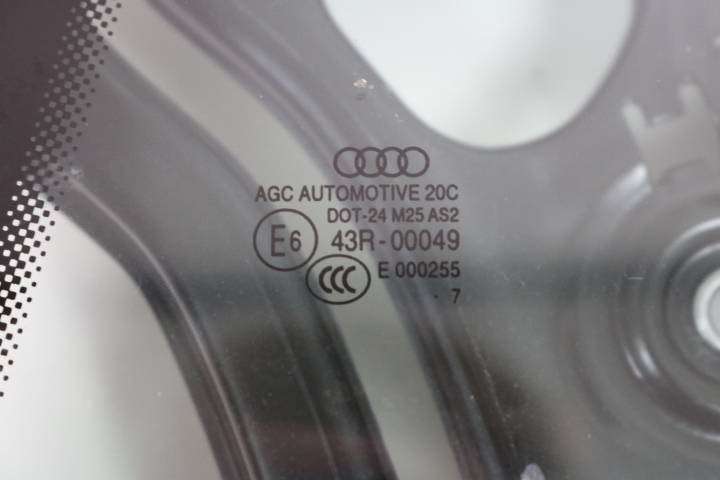 AGC AUTOMOTIVE 20C
DOT-24 M25 AS2
E6 43R-00049
CCC E 000255
. 7